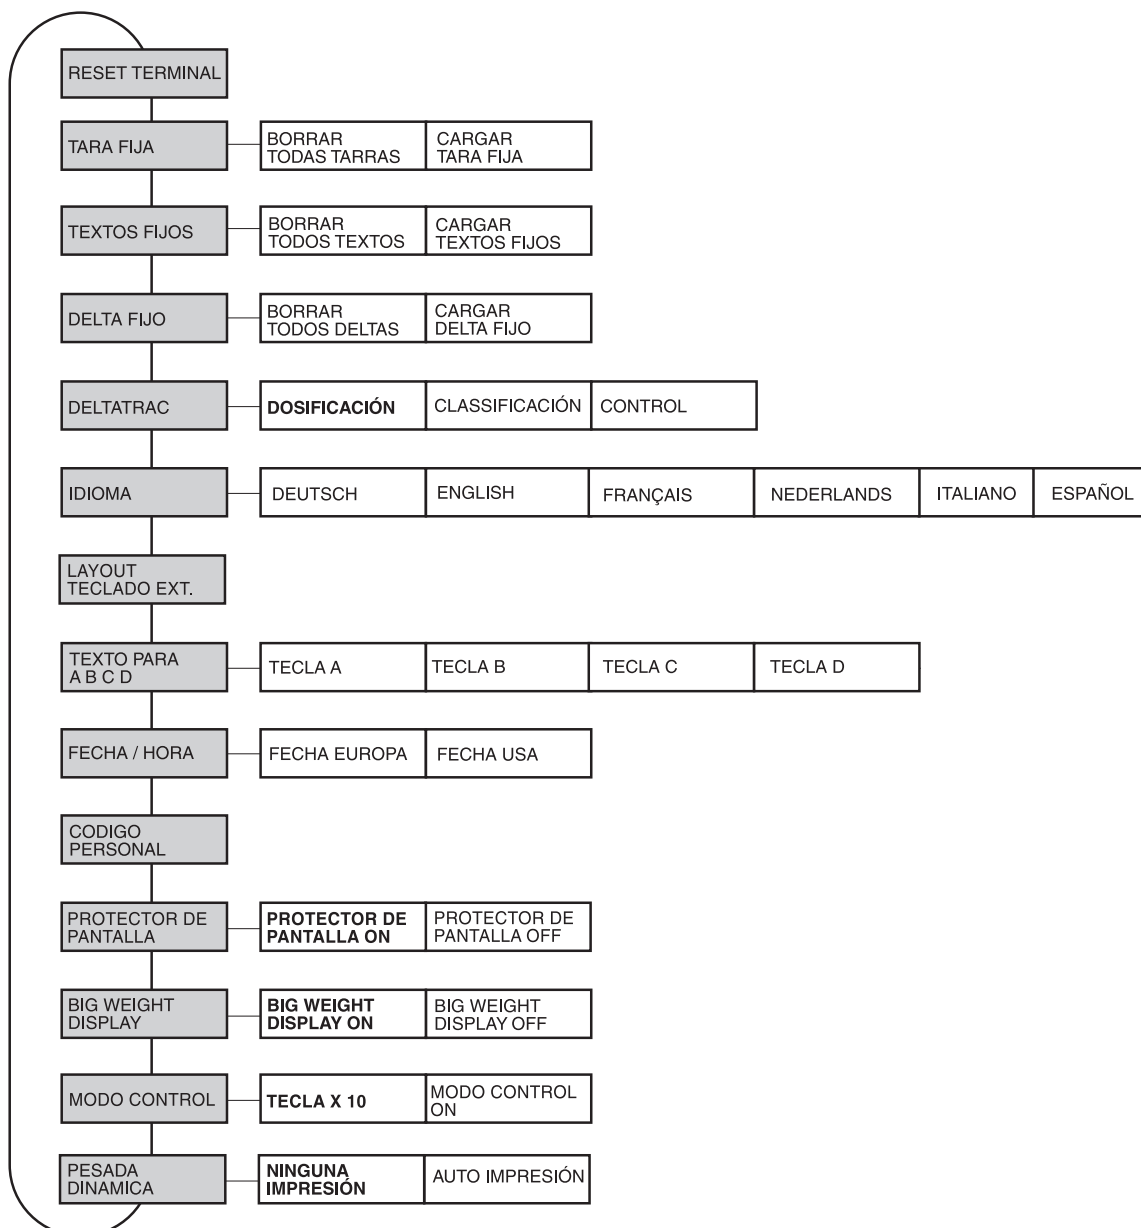 RESET TERMINAL
TARA FIJA
BORRAR
TODAS TARRAS
CARGAR
TARA FIJA
TEXTOS FIJOS
BORRAR
TODOS TEXTOS
CARGAR
TEXTOS FIJOS
DELTA FIJO
BORRAR
TODOS DELTAS
CARGAR
DELTA FIJO
DELTATRAC
DOSIFICACIÓN
CLASSIFICACIÓN
CONTROL
IDIOMA
DEUTSCH
ENGLISH
FRANÇAIS
NEDERLANDS
ITALIANO
ESPAÑOL
LAYOUT
TECLADO EXT.
TEXTO PARA
A B C D
TECLA A
TECLA B
TECLA C
TECLA D
FECHA / HORA
FECHA EUROPA
FECHA USA
CODIGO
PERSONAL
PROTECTOR DE
PANTALLA
PROTECTOR DE
PANTALLA ON
PROTECTOR DE
PANTALLA OFF
BIG WEIGHT
DISPLAY
BIG WEIGHT
DISPLAY ON
BIG WEIGHT
DISPLAY OFF
MODO CONTROL
TECLA X 10
MODO CONTROL
ON
PESADA
DINAMICA
NINGUNA
IMPRESIÓN
AUTO IMPRESIÓN